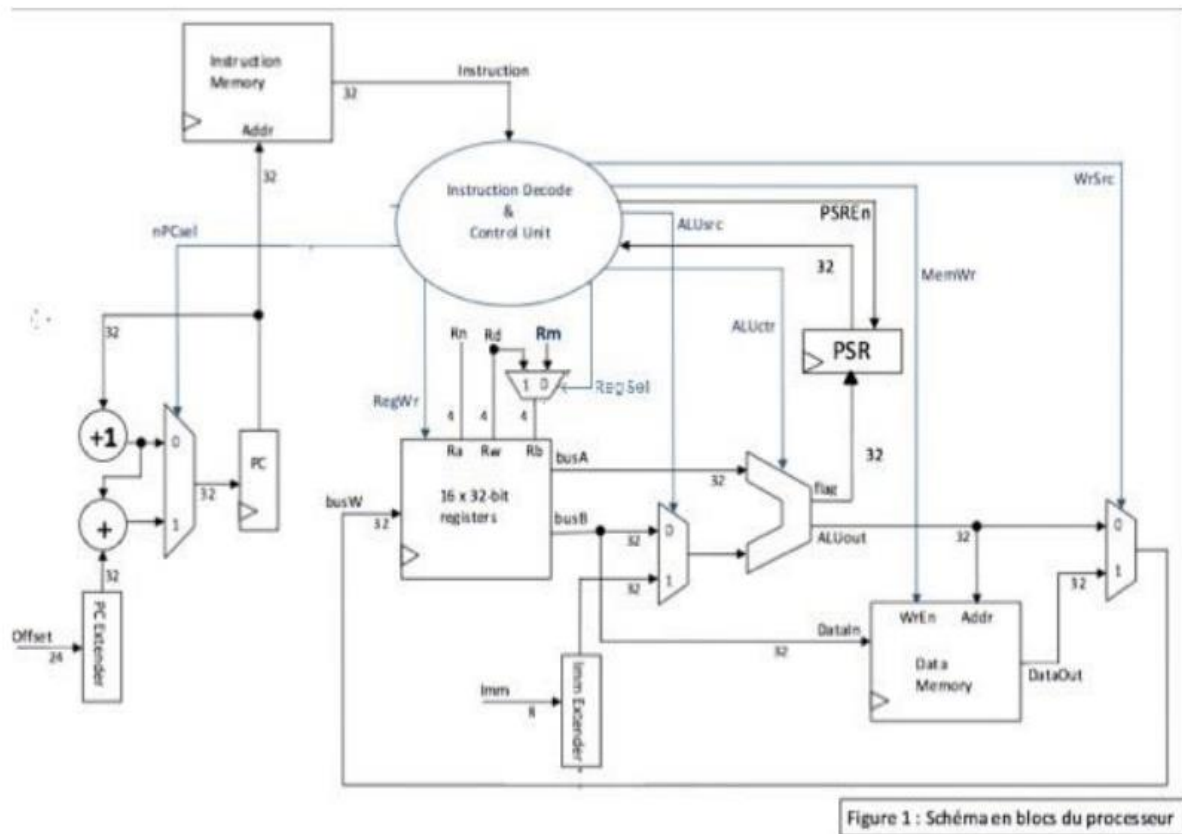 Instruction
Memory
Addr
32
Instruction
32
Instruction Decode
&
Control Unit
nPCsel
WrSrc
PSREn
ALUsrc
32
MemWr
ALUctr
PSR
32
32
Rn
Rd
Rm
1 0
RegSel
RegWr
4
4
4
+1
0
PC
32
1
+
32
PC Extender
Offset
24
Ra
Rw
Rb
16 x 32-bit
registers
busW
32
busA
32
busB
32
0
32
1
flag
32
ALUout
32
0
32
1
WrEn
Addr
DataIn
32
Data
Memory
DataOut
Imm
8
Imm Extender
Figure 1 : Schéma en blocs du processeur